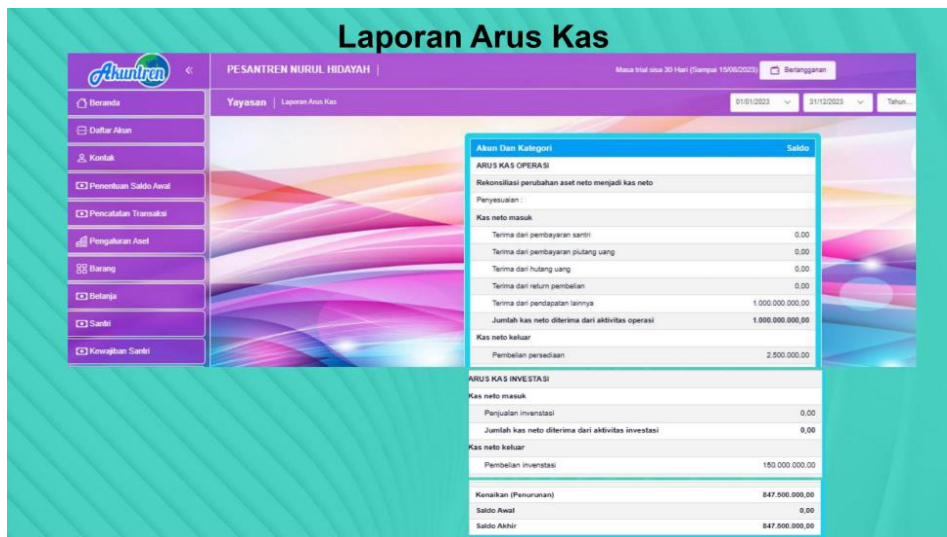 Laporan Arus Kas
Akuntren
«
PESANTREN NURUL HIDAYAH |
Masa trial sisa 30 Hari (Sampai 15/08/2023)
Berlangganan
Beranda
Daftar Akun
Kontak
Penentuan Saldo Awal
Pencatatan Transaksi
Pengaturan Aset
Barang
Belanja
Santri
Kewajiban Santri
Yayasan | Laporan Arus Kas
01/01/2023
31/12/2023
Tahun...
Akun Dan Kategori Saldo
ARUS KAS OPERASI
Rekonsiliasi perubahan aset neto menjadi kas neto
Penyesuaian :
Kas neto masuk
Terima dari pembayaran santri 0,00
Terima dari pembayaran piutang uang 0,00
Terima dari hutang uang 0,00
Terima dari return pembelian 0,00
Terima dari pendapatan lainnya 1.000.000.000,00
Jumlah kas neto diterima dari aktivitas operasi 1.000.000.000,00
Kas neto keluar
Pembelian persediaan 2.500.000,00
ARUS KAS INVESTASI
Kas neto masuk
Penjualan invenstasi 0,00
Jumlah kas neto diterima dari aktivitas investasi 0,00
Kas neto keluar
Pembelian invenstasi 150.000.000,00
Kenaikan (Penurunan) 847.500.000,00
Saldo Awal 0,00
Saldo Akhir 847.500.000,00